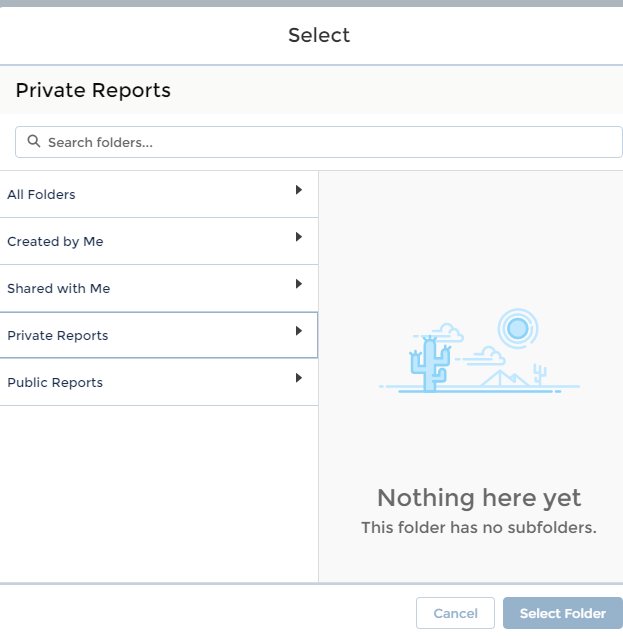 Select
Private Reports
Search folders...
All Folders
Created by Me
Shared with Me
Private Reports
Public Reports
Nothing here yet
This folder has no subfolders.
Cancel
Select Folder